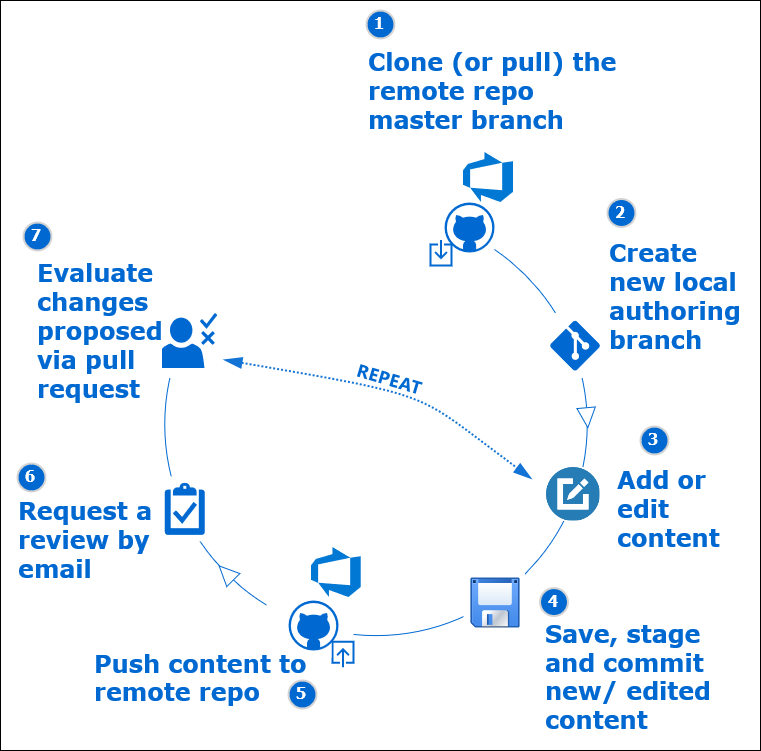 1
Clone (or pull) the
remote repo
master branch
2
Create
new local
authoring
branch
3
Add or
edit
content
4
Save, stage
and commit
new/ edited
content
5
Push content to
remote repo
6
Request a
review by
email
7
Evaluate
changes
proposed
via pull
request
REPEAT